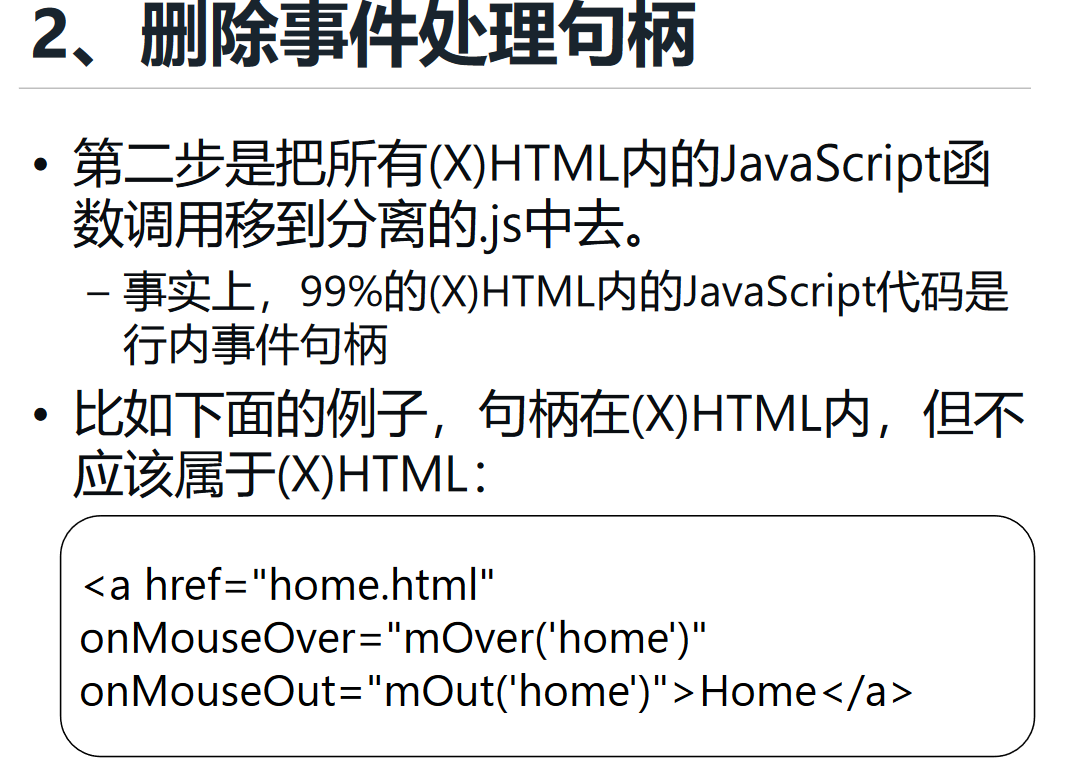 2、删除事件处理句柄
• 第二步是把所有(X)HTML内的JavaScript函
数调用移到分离的.js中去。
– 事实上，99%的(X)HTML内的JavaScript代码是
行内事件句柄
• 比如下面的例子，句柄在(X)HTML内，但不
应该属于(X)HTML：
<a href="home.html"
onMouseOver="mOver('home')"
onMouseOut="mOut('home')">Home</a>